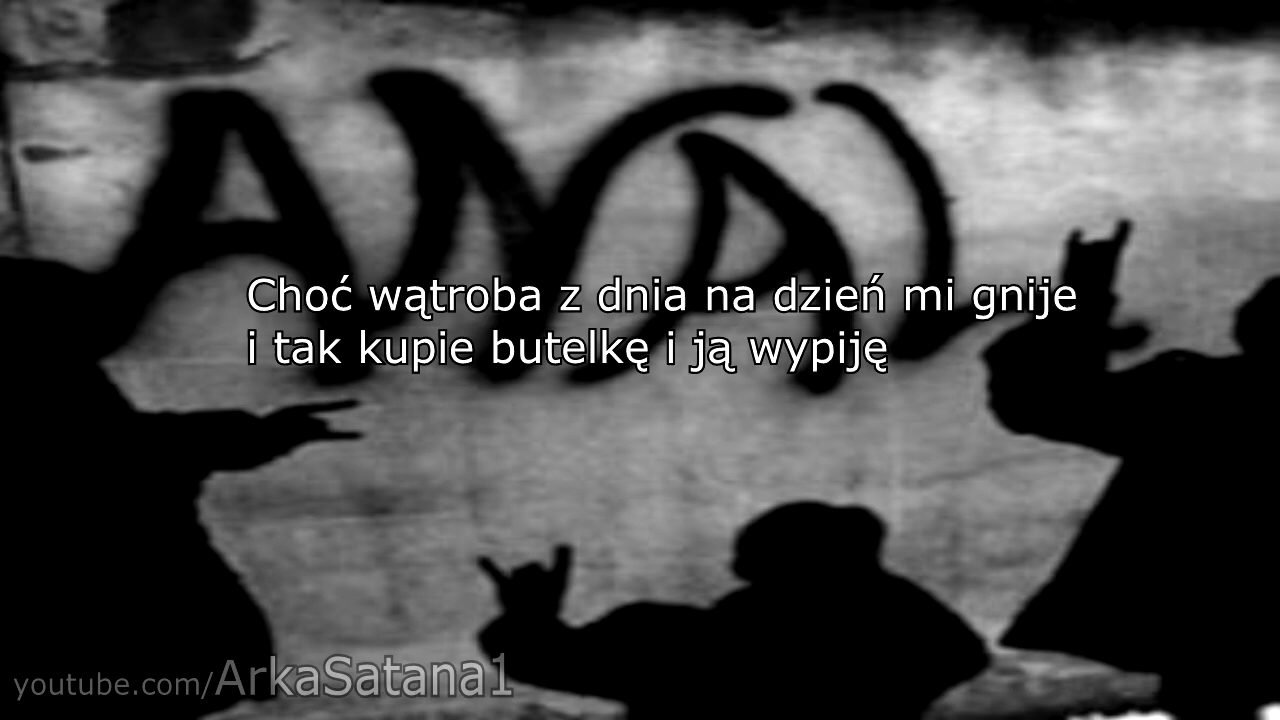 Choć wątroba z dnia na dzień mi gnije
i tak kupie butelkę i ją wypiję
youtube.com/ArkaSatana1